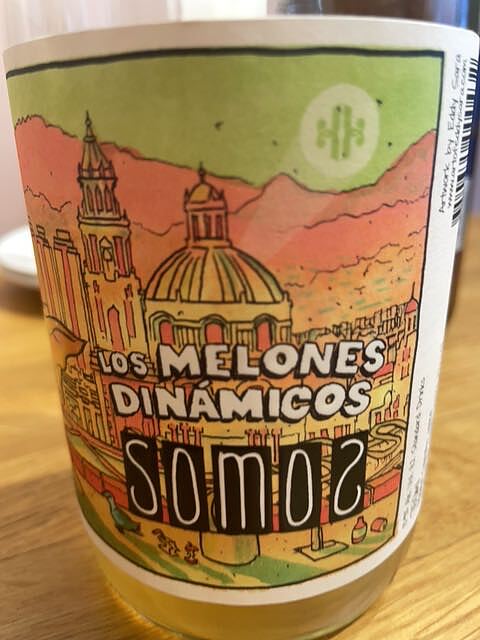 LOS MELONES
DINÁMICOS
SOMOS
Artwork by Eddy Sara